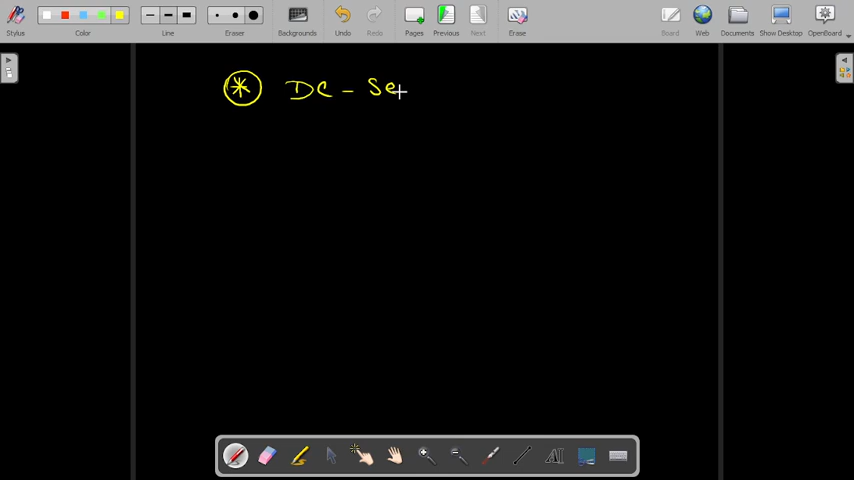 Stylus
Color
Line
Eraser
Backgrounds
Undo
Redo
Pages
Previous
Next
Erase
Board
Web
Documents
Show Desktop
OpenBoard
* DC - Se
AI